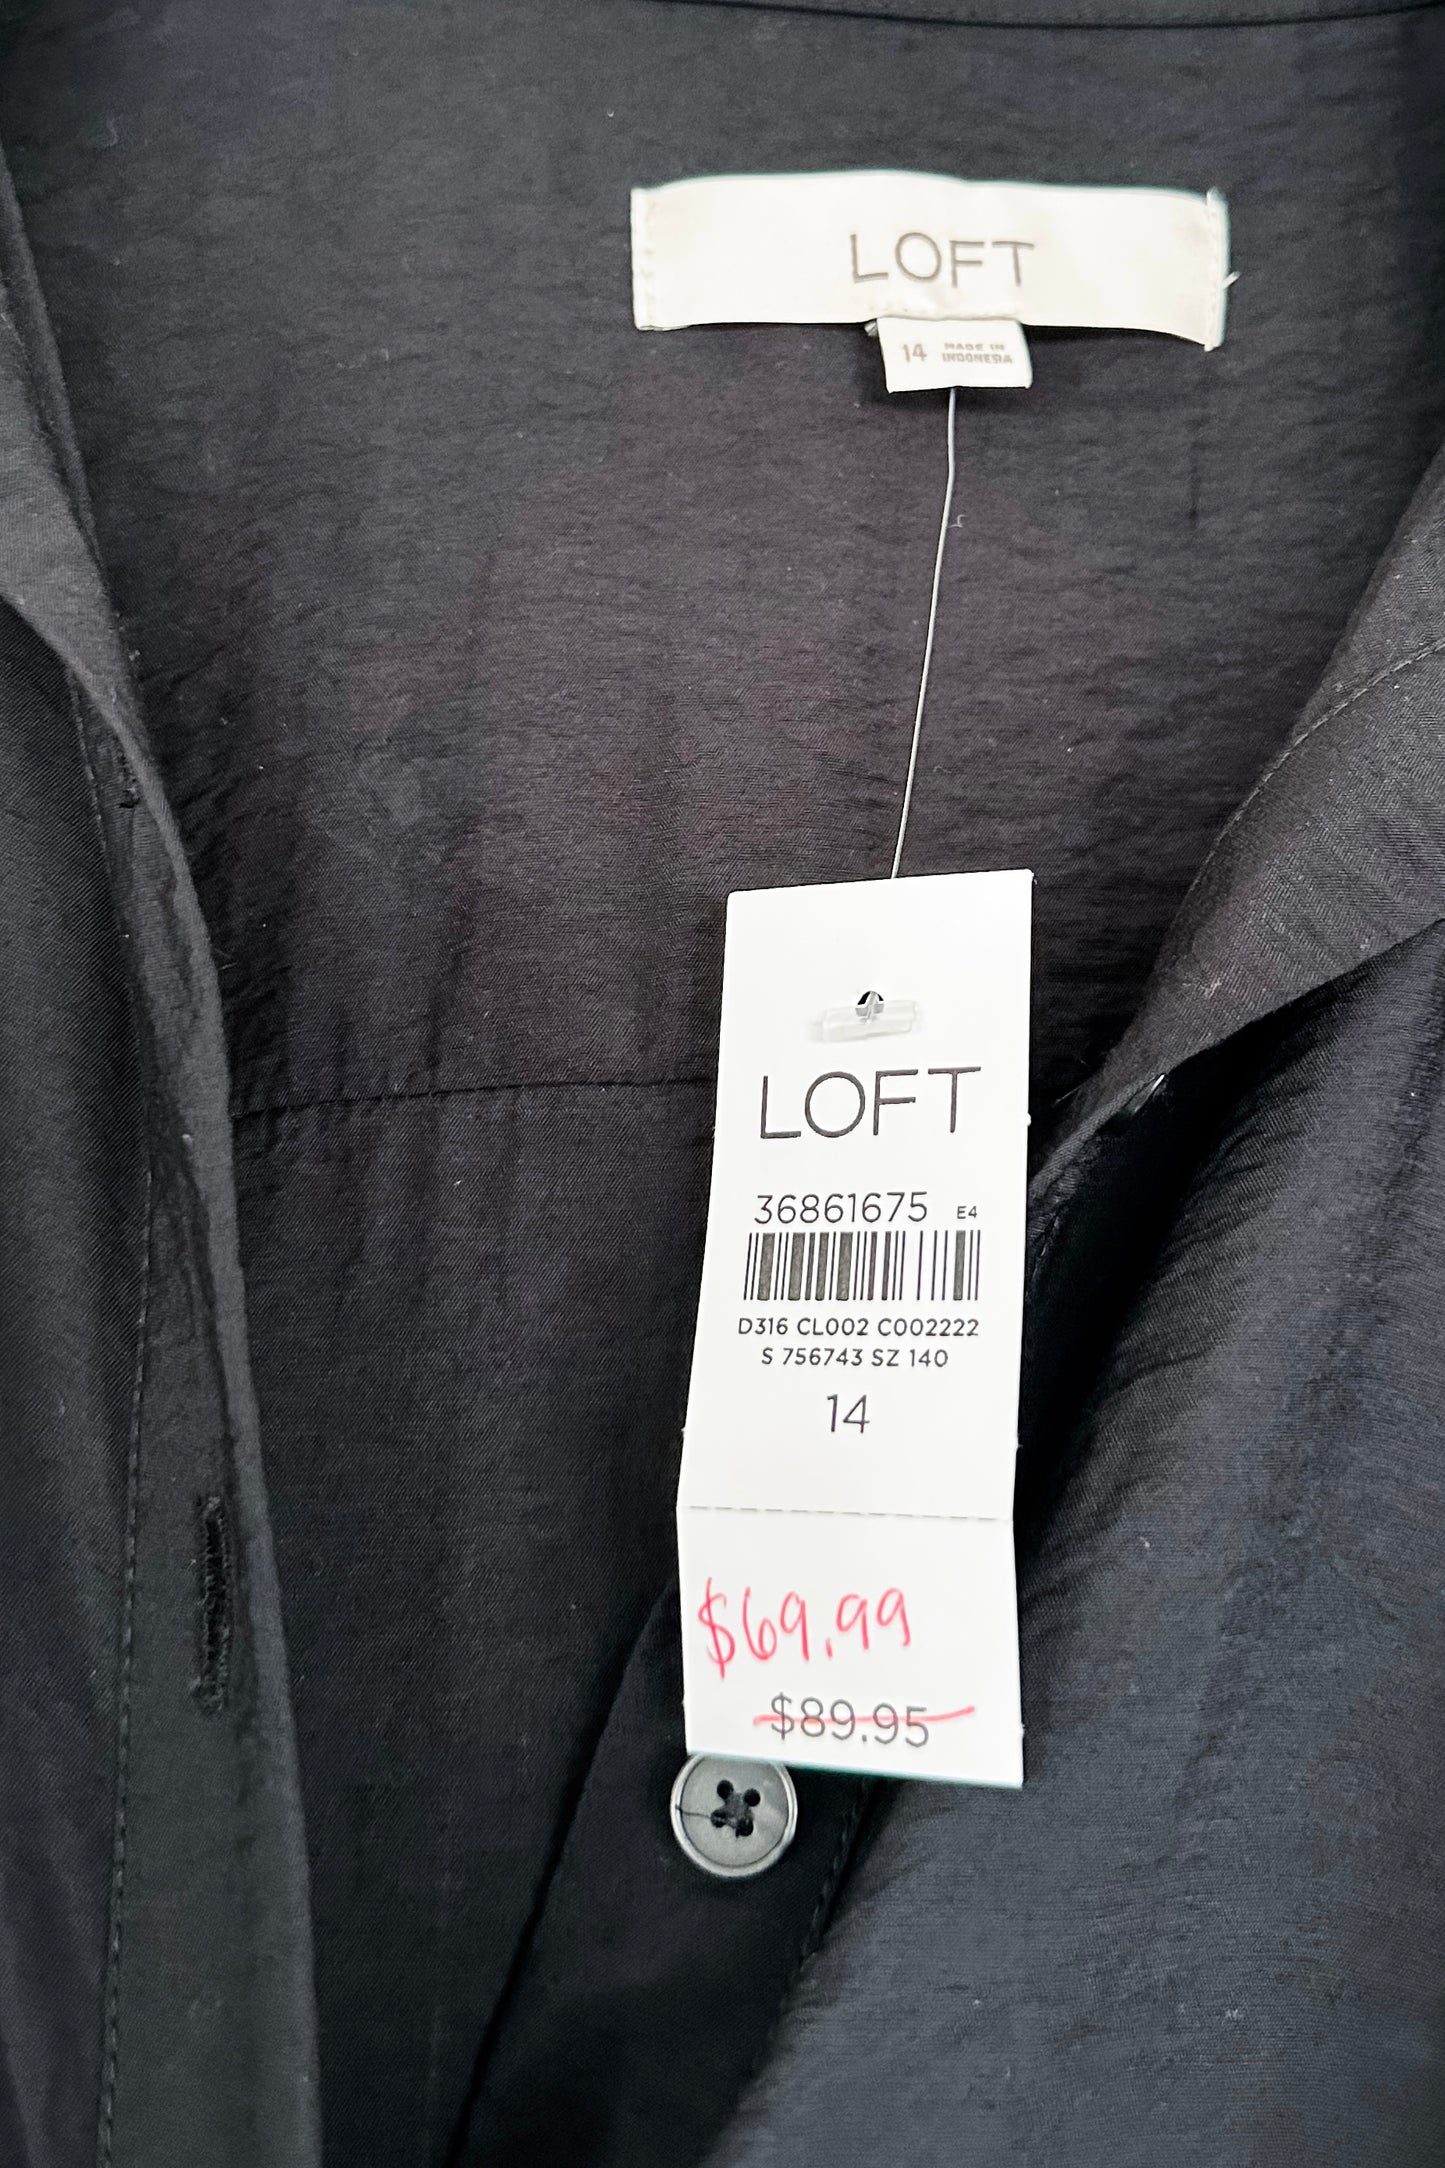 LOFT
14 MADE IN
INDONESIA
LOFT
36861675 E4
D316 CL002 C002222
S 756743 SZ 140
14
$69.99
$89.95